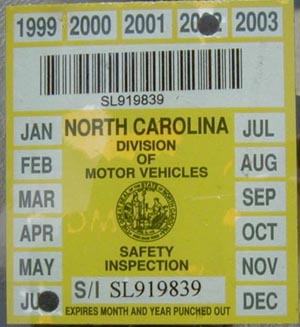 1999 2000 2001 2002 2003
SL919839
JAN NORTH CAROLINA JUL
DIVISION
FEB OF AUG
MOTOR VEHICLES
MAR SEP
APR OCT
SAFETY
MAY INSPECTION NOV
S/I SL919839 DEC
EXPIRES MONTH AND YEAR PUNCHED OUT